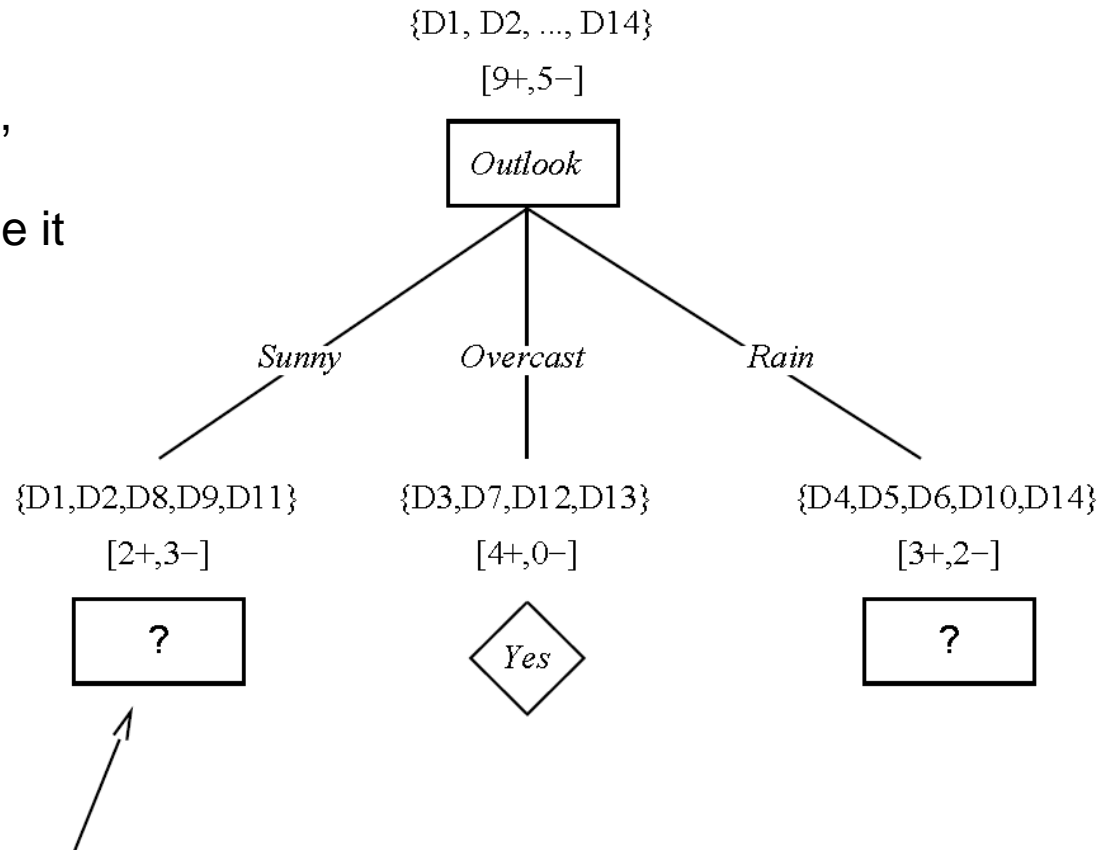 {D1, D2, ..., D14}
[9+,5−]
,
Outlook
e it
Sunny Overcast Rain
{D1,D2,D8,D9,D11} {D3,D7,D12,D13} {D4,D5,D6,D10,D14}
[2+,3−] [4+,0−] [3+,2−]
? Yes ?